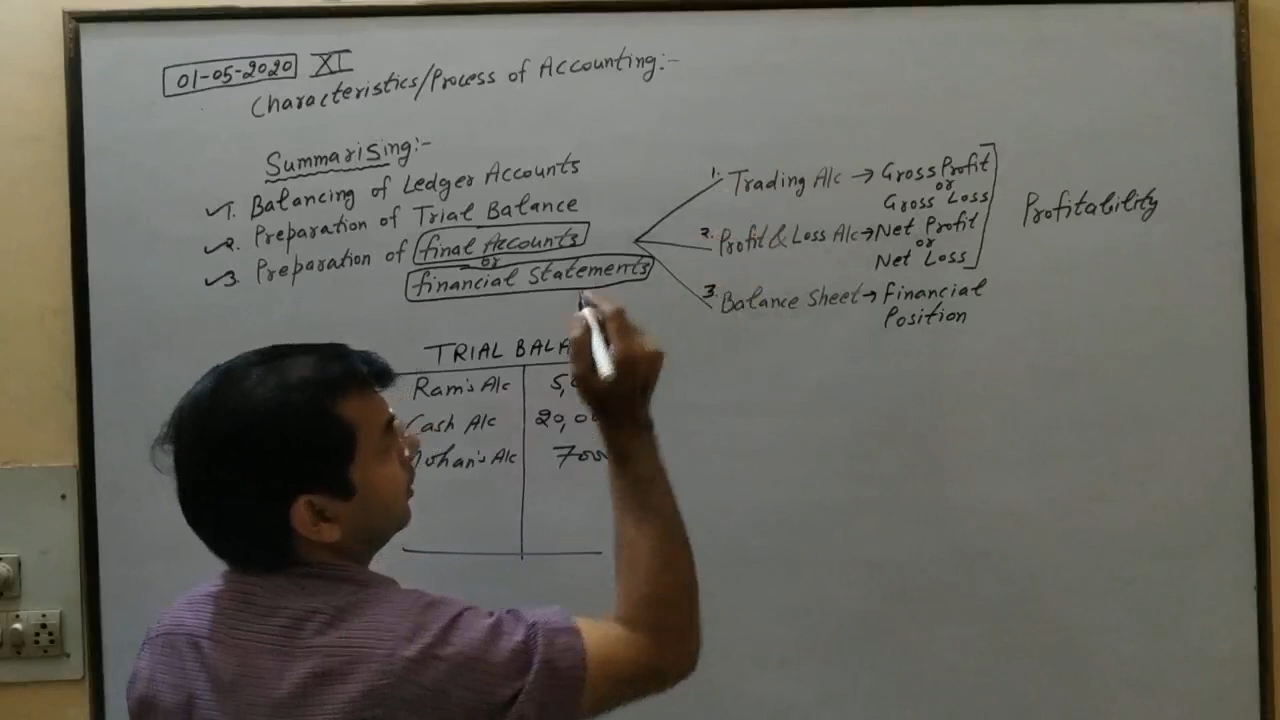 01-05-2020 XI
Characteristics/Process of Accounting:-
Summarising:-
1. Balancing of Ledger Accounts
2. Preparation of Trial Balance
3. Preparation of final Accounts
or
financial Statements
1. Trading A/c → Gross Profit
or
Gross Loss
2. Profit & Loss A/c → Net Profit
or
Net Loss
Profitability
3. Balance Sheet → Financial
Position
TRIAL
Ram's A/c
Cash A/c
Mohan's A/c 7000